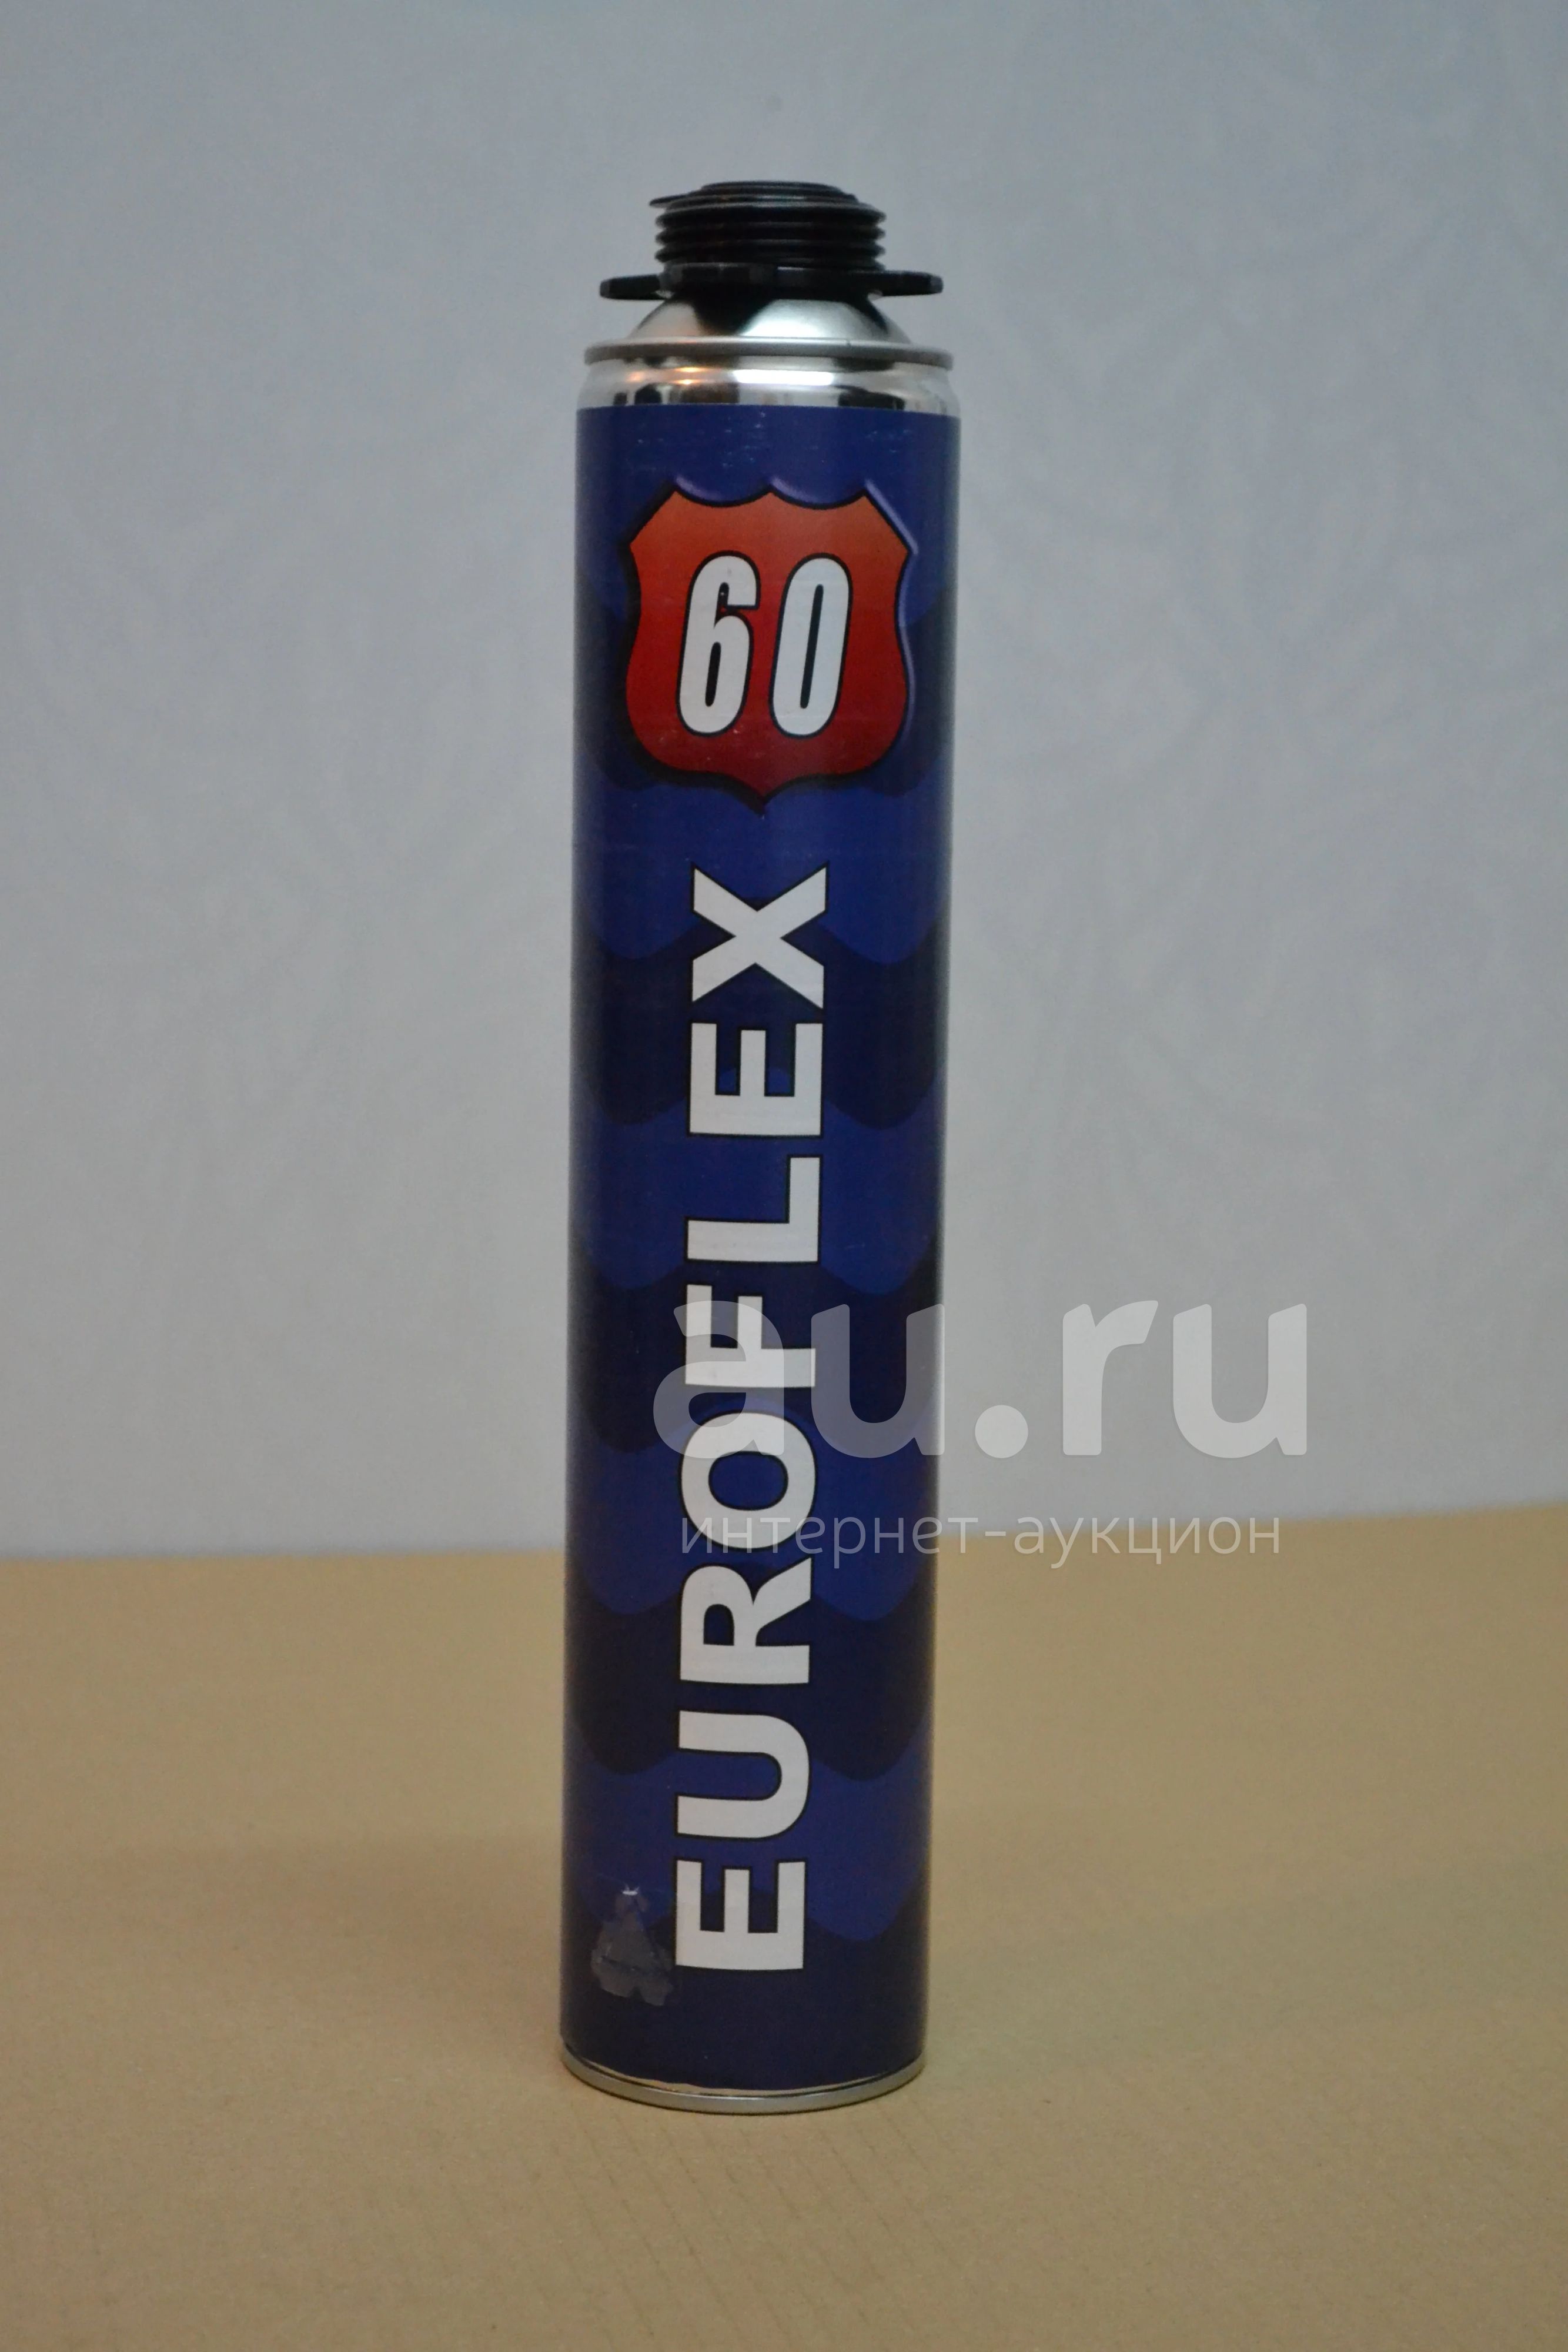 60
EUROFLEX
au.ru
интернет-аукцион